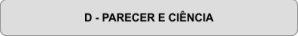 D - PARECER E CIÊNCIA